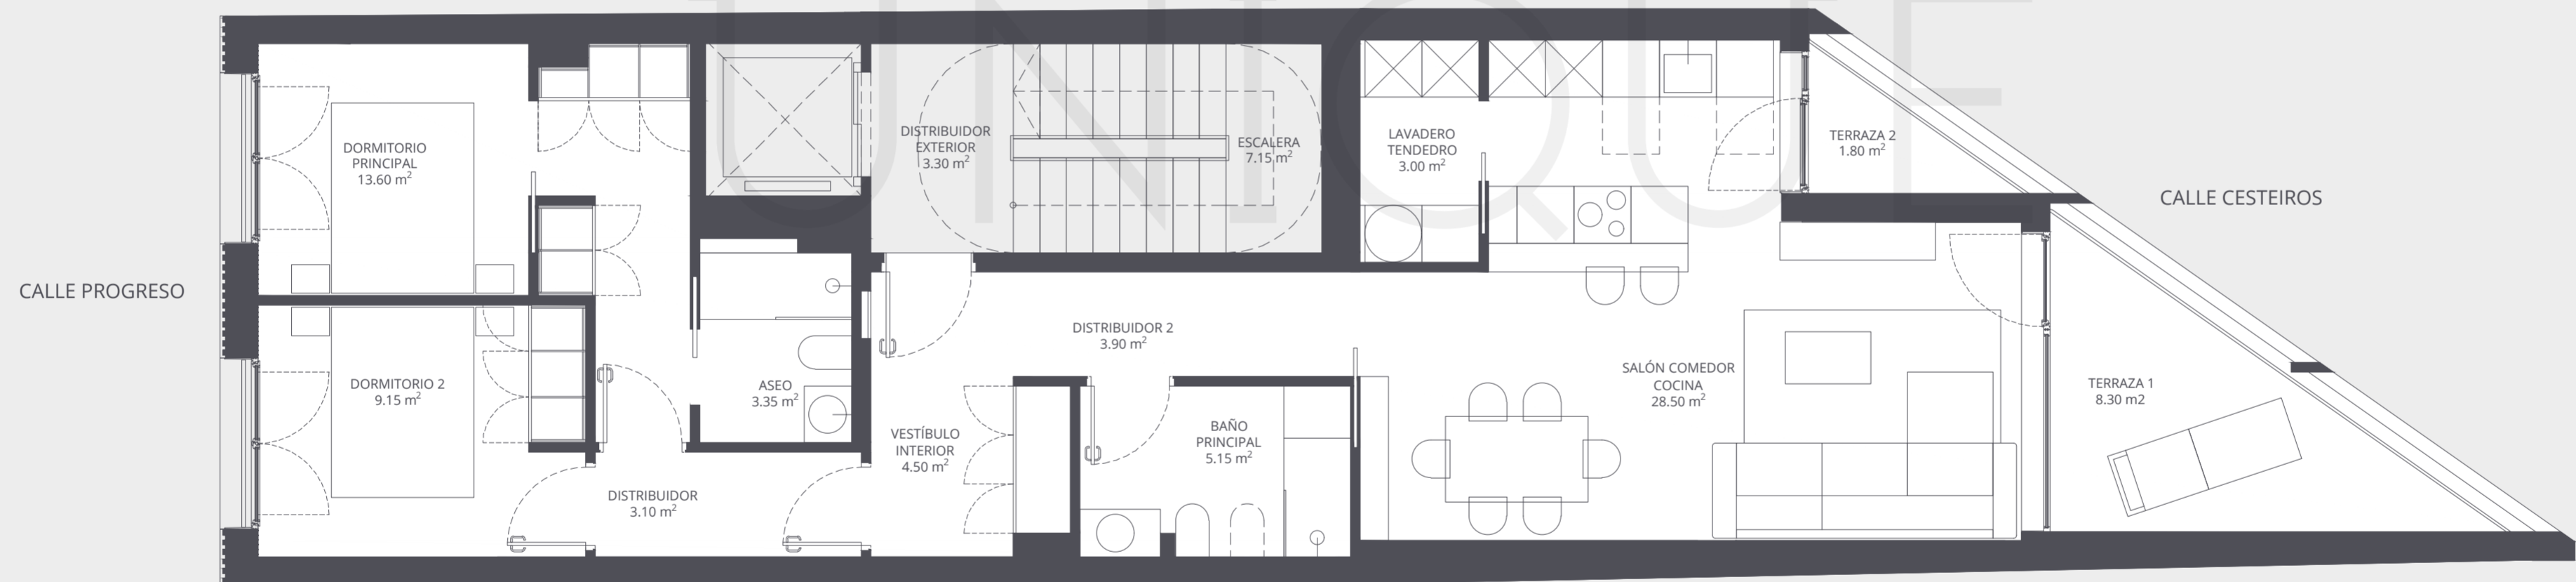 UNIQUE
CALLE PROGRESO
DORMITORIO
PRINCIPAL
13.60 m²
DORMITORIO 2
9.15 m²
DISTRIBUIDOR
3.10 m²
ASEO
3.35 m²
DISTRIBUIDOR
EXTERIOR
3.30 m²
ESCALERA
7.15 m²
VESTÍBULO
INTERIOR
4.50 m²
DISTRIBUIDOR 2
3.90 m²
BAÑO
PRINCIPAL
5.15 m²
LAVADERO
TENDEDRO
3.00 m²
SALÓN COMEDOR
COCINA
28.50 m²
TERRAZA 2
1.80 m²
TERRAZA 1
8.30 m2
CALLE CESTEIROS